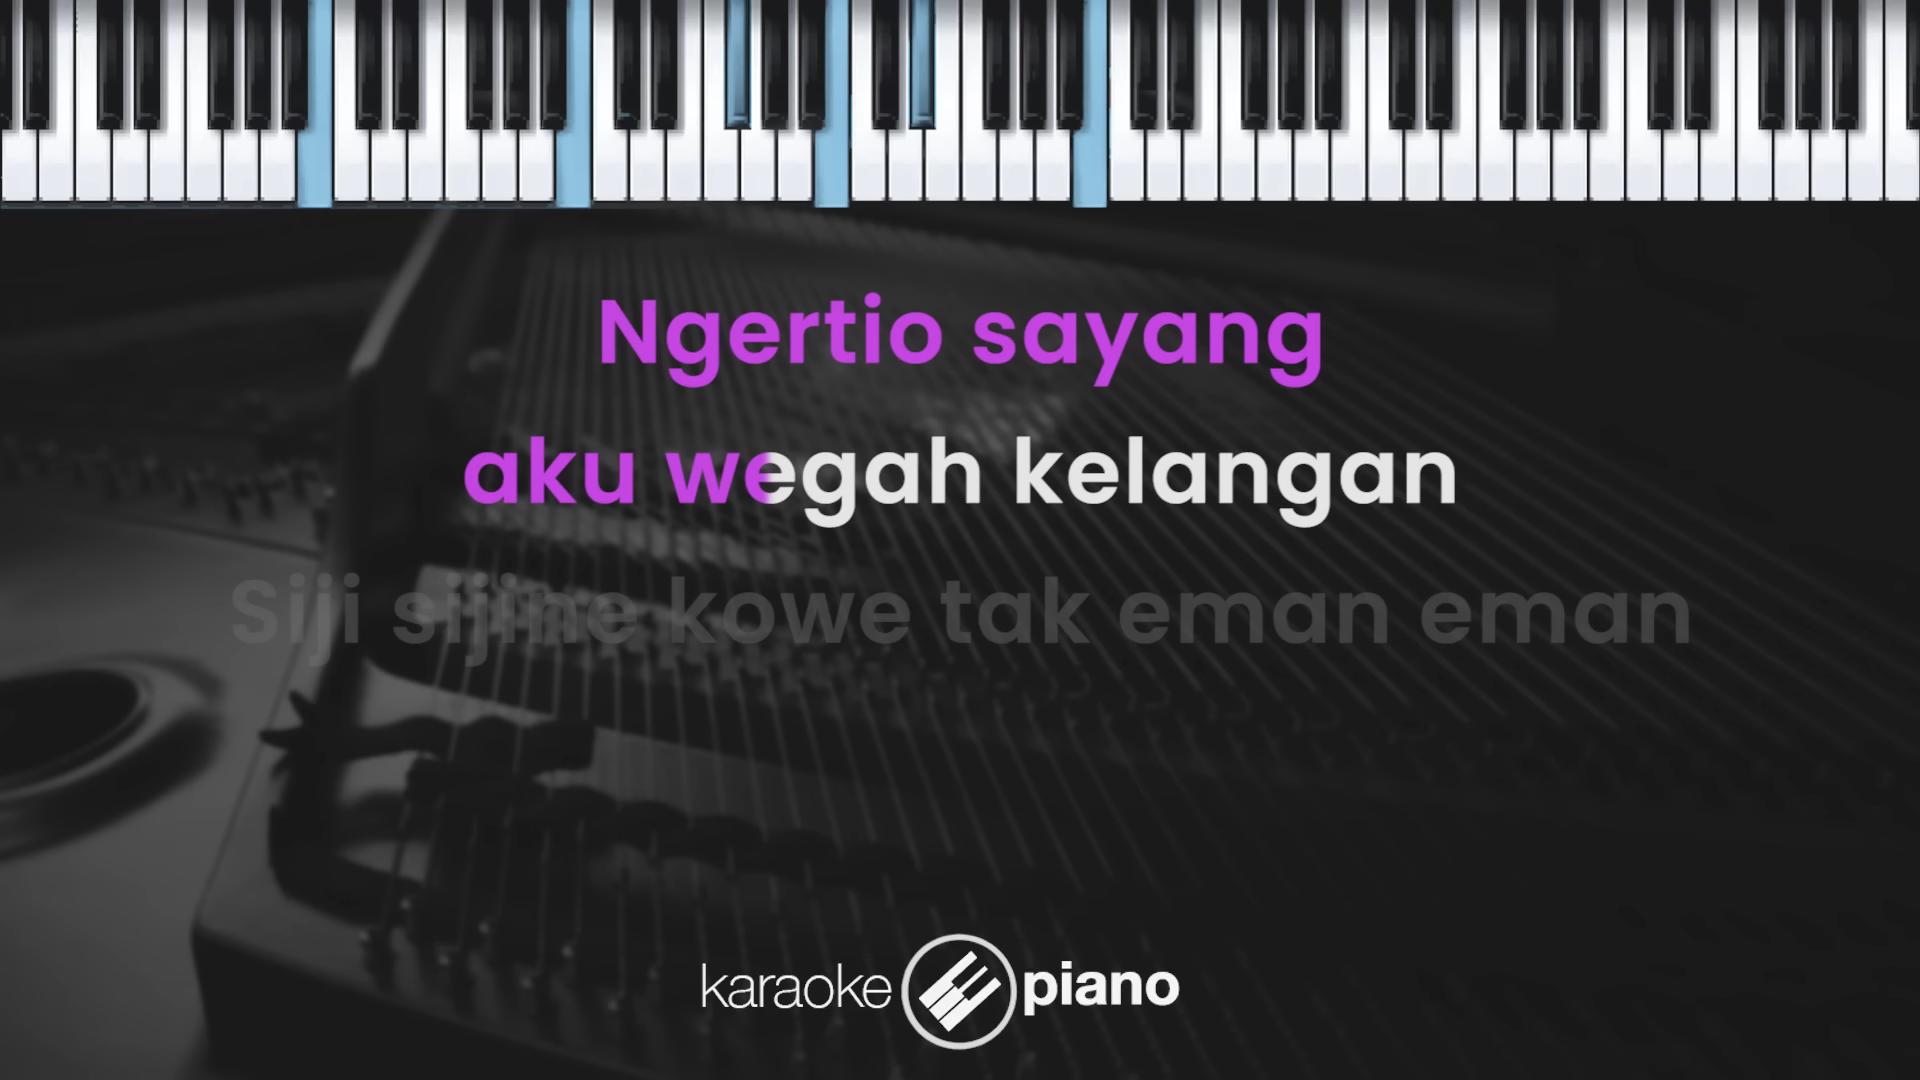 Ngertio sayang
aku wegah kelangan
Siji sijine kowe tak eman eman
karaoke piano